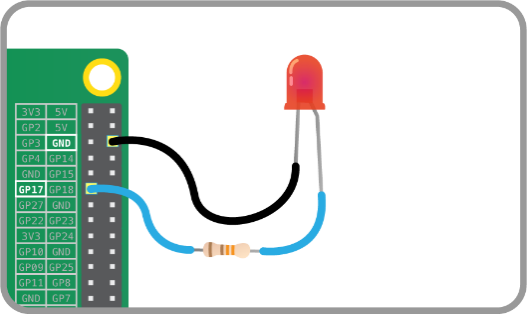 3V3 5V
GP2 5V
GP3 GND
GP4 GP14
GND GP15
GP17 GP18
GP27 GND
GP22 GP23
3V3 GP24
GP10 GND
GP09 GP25
GP11 GP8
GND GP7